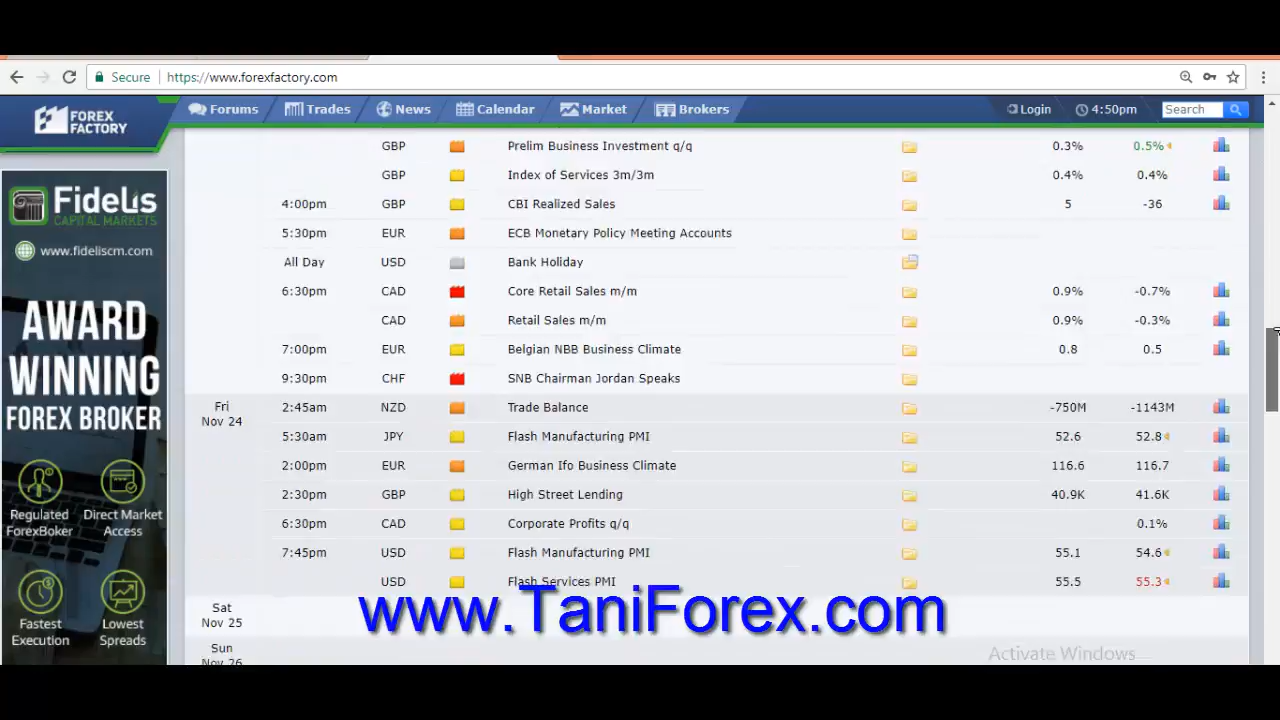 Secure https://www.forexfactory.com
FOREX FACTORY Forums Trades News Calendar Market Brokers Login 4:50pm Search
GBP Prelim Business Investment q/q 0.3% 0.5%
GBP Index of Services 3m/3m 0.4% 0.4%
4:00pm GBP CBI Realized Sales 5 -36
5:30pm EUR ECB Monetary Policy Meeting Accounts
All Day USD Bank Holiday
6:30pm CAD Core Retail Sales m/m 0.9% -0.7%
CAD Retail Sales m/m 0.9% -0.3%
7:00pm EUR Belgian NBB Business Climate 0.8 0.5
9:30pm CHF SNB Chairman Jordan Speaks
Fri Nov 24 2:45am NZD Trade Balance -750M -1143M
5:30am JPY Flash Manufacturing PMI 52.6 52.8
2:00pm EUR German Ifo Business Climate 116.6 116.7
2:30pm GBP High Street Lending 40.9K 41.6K
6:30pm CAD Corporate Profits q/q 0.1%
7:45pm USD Flash Manufacturing PMI 55.1 54.6
USD Flash Services PMI 55.5 55.3
Sat Nov 25
Sun Nov 26
Fidelis
CAPITAL MARKETS
www.fideliscm.com
AWARD
WINNING
FOREX BROKER
Regulated ForexBoker
Direct Market Access
Fastest Execution
Lowest Spreads
www.TaniForex.com
Activate Windows